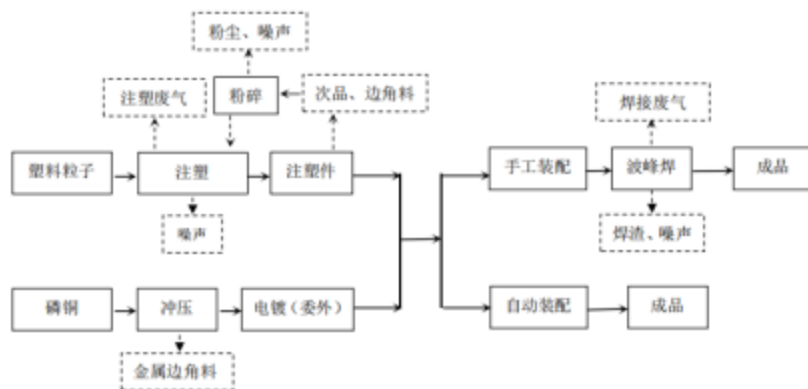 粉尘、噪声
注塑废气
粉碎
次品、边角料
焊接废气
塑料粒子
注塑
注塑件
手工装配
波峰焊
成品
噪声
焊渣、噪声
磷铜
冲压
电镀（委外）
自动装配
成品
金属边角料